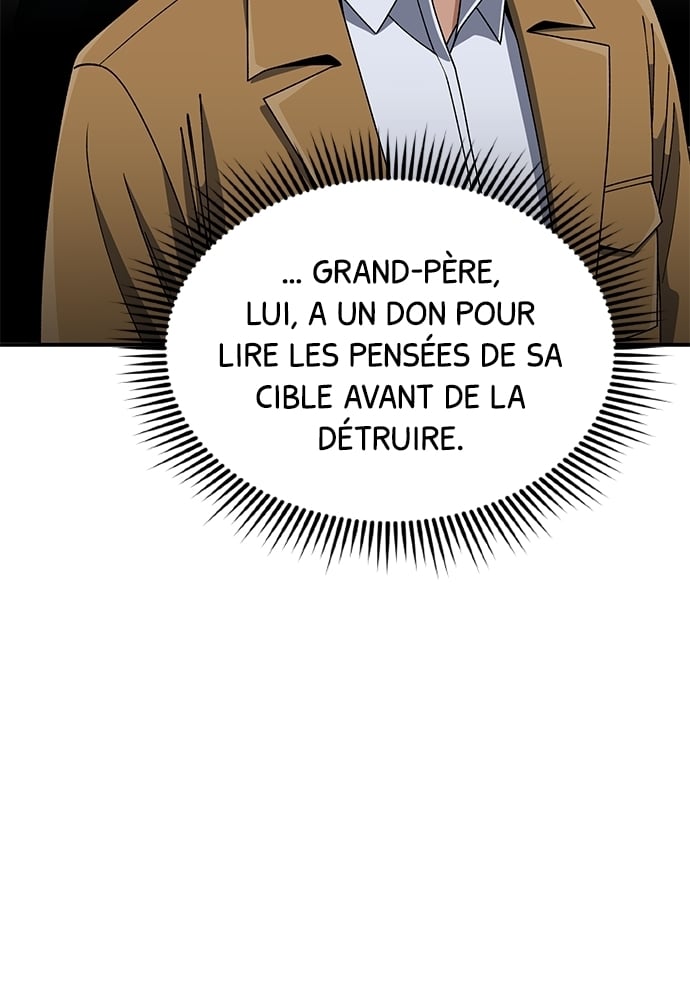 ... GRAND-PÈRE,
LUI, A UN DON POUR
LIRE LES PENSÉES DE SA
CIBLE AVANT DE LA
DÉTRUIRE.